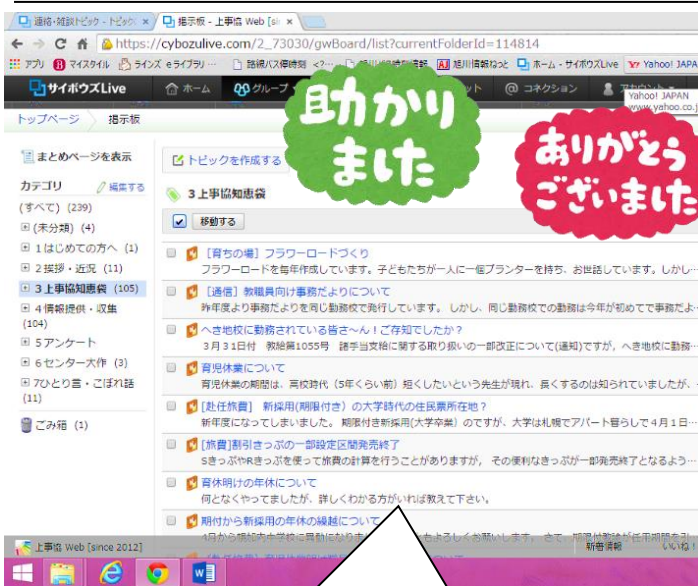 連絡・雑談トピック - トピック
掲示板 - 上事協 Web [si
https://cybozulive.com/2_73030/gwBoard/list?currentFolderId=114814
アプリ マイスタイル ラインズ eライブラリ… 路線バス停時刻 <?… 旭川情報ねっと ホーム - サイボウズLive Yahoo! JAPA
サイボウズLive ホーム グループ ット @ コネクション
Yahoo! JAPAN
www.yahoo.co.j
トップページ 掲示板
助かり
ました
ありがとう
ございました
まとめページを表示
カテゴリ 編集する
(すべて) (239)
(未分類) (4)
1はじめての方へ (1)
2挨拶・近況 (11)
3上事協知恵袋 (105)
4情報提供・収集
(104)
5アンケート
6センター大作 (3)
7ひとり言・こぼれ話
(11)
ごみ箱 (1)
トピックを作成する
3上事協知恵袋
移動する
[育ちの場] フラワーロードづくり
フラワーロードを毎年作成しています。子どもたちが一人に一個プランターを持ち、お世話しています。しかし…
[通信] 教職員向け事務だよりについて
昨年度より事務だよりを同じ勤務校で発行しています。 しかし、同じ勤務校での勤務は今年が初めてで事務だよ…
へき地校に勤務されている皆さ～ん！ご存知でしたか？
３月３１日付 教給第1055号 諸手当支給に関する取り扱いの一部改正について(通知)ですが，へき地校に勤務…
育児休業について
育児休業の期間は、高校時代（5年くらい前）短くしたいという先生が現れ、長くするのは知られていましたが、
[赴任旅費] 新採用(期限付き）の大学時代の住民票所在地？
新年度になってしまいました。 期限付き新採用(大学卒業）のですが、大学は札幌でアパート暮らしで４月１日…
[旅費]割引きっぷの一部設定区間発売終了
SきっぷやRきっぷを使って旅費の計算を行うことがありますが， その便利なきっぷが一部発売終了となるよう…
育休明けの年休について
何となくやってましたが、詳しくわかる方がいれば教えて下さい。
期付から新採用の年休の繰越について
上事協 Web [since 2012]
新着情報 いいね！